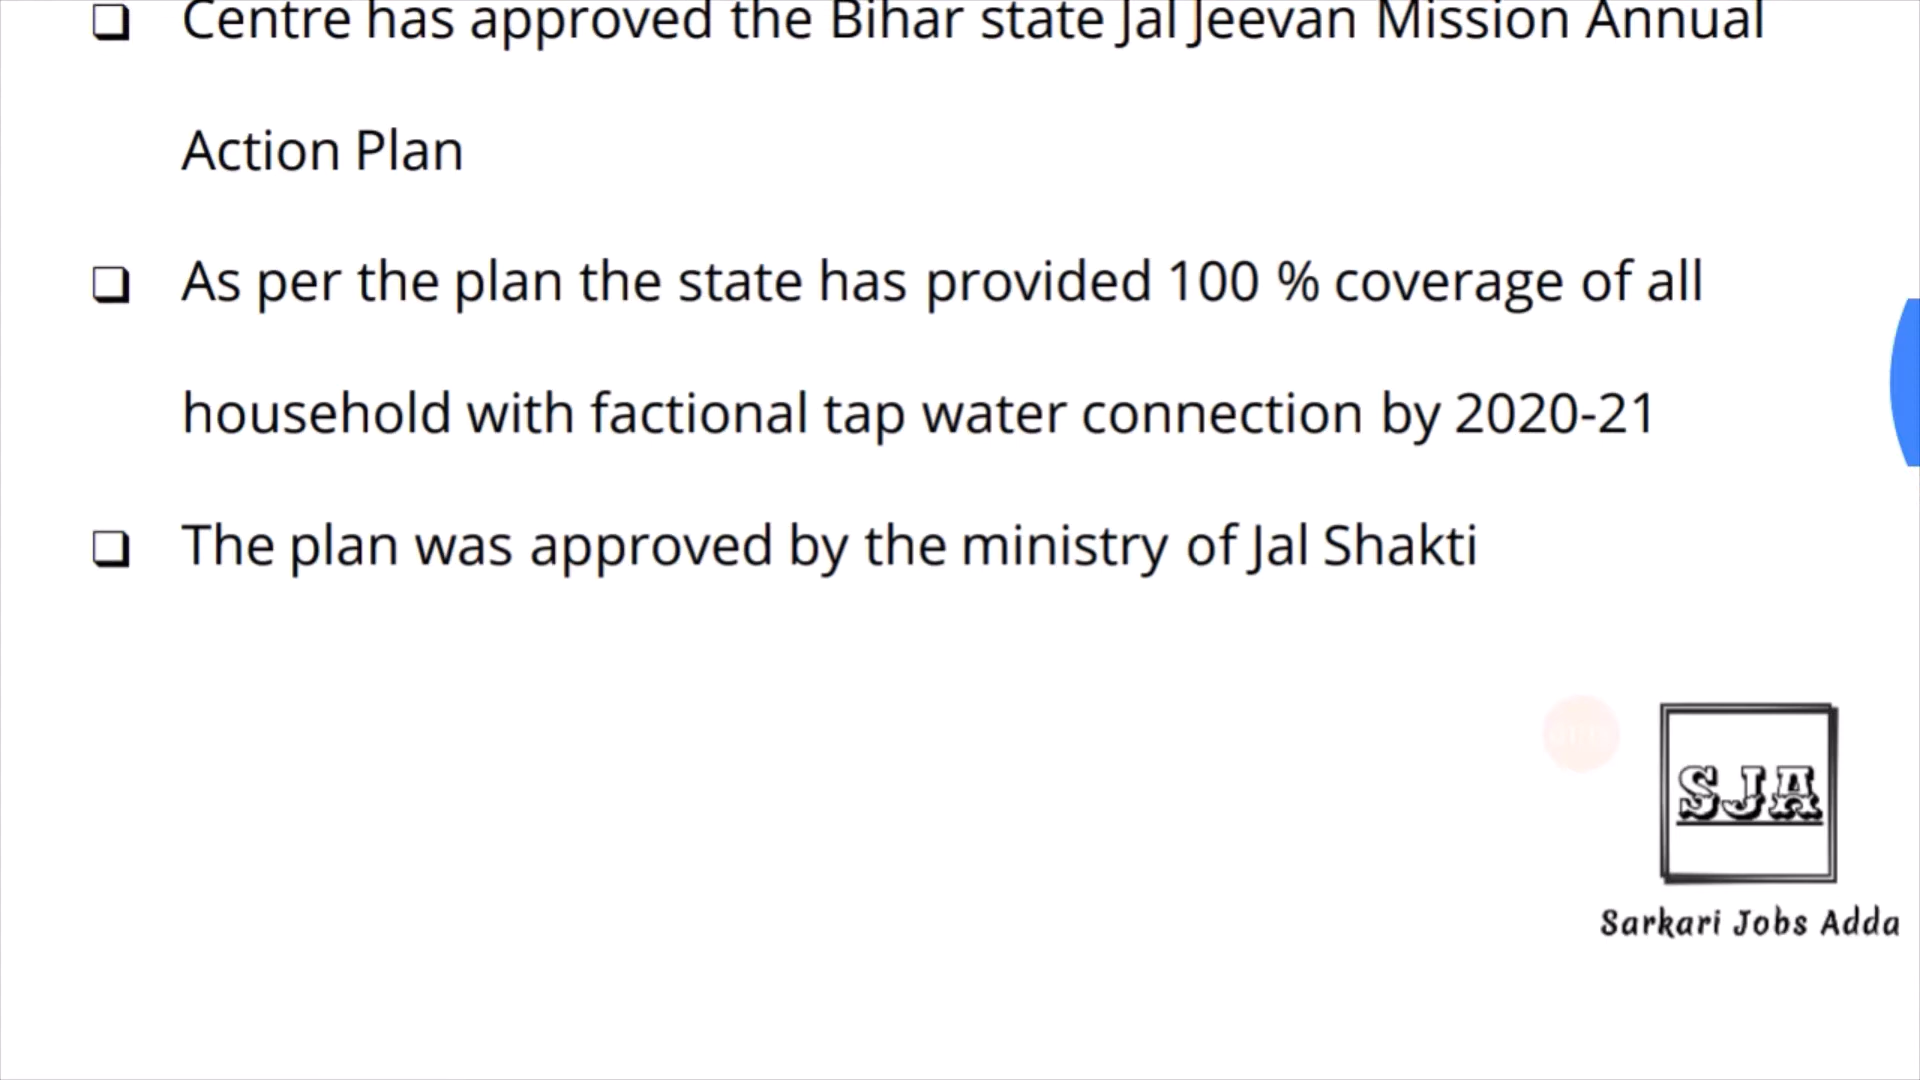 Centre has approved the Bihar state Jal Jeevan Mission Annual
Action Plan
As per the plan the state has provided 100 % coverage of all
household with factional tap water connection by 2020-21
The plan was approved by the ministry of Jal Shakti
SJA
Sarkari Jobs Adda